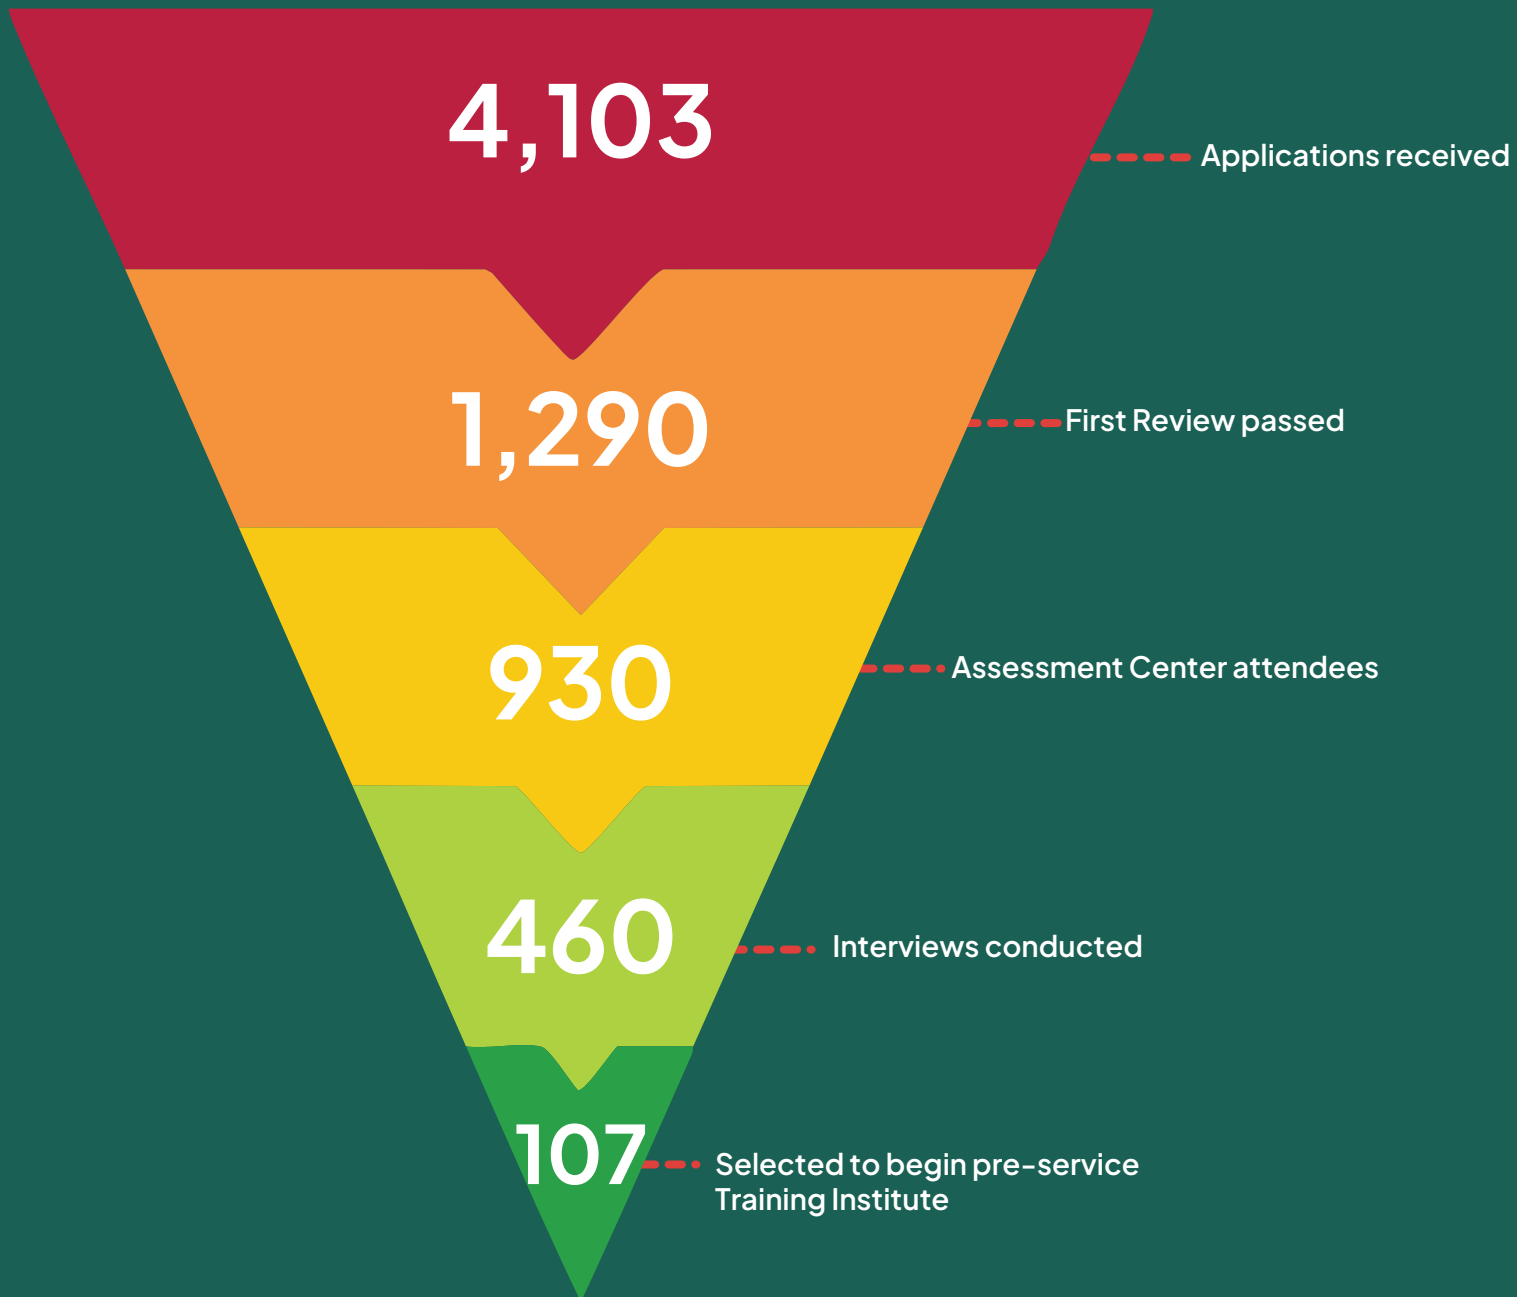 4,103
Applications received
1,290
First Review passed
930
Assessment Center attendees
460
Interviews conducted
107
Selected to begin pre-service
Training Institute